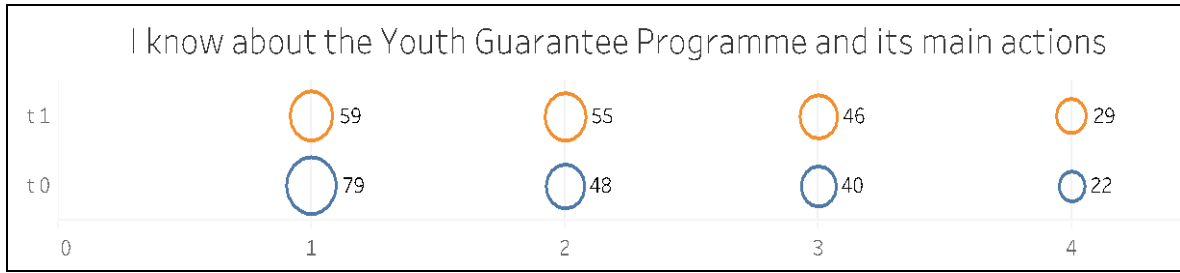 I know about the Youth Guarantee Programme and its main actions
t1 59 55 46 29
t0 79 48 40 22
0 1 2 3 4